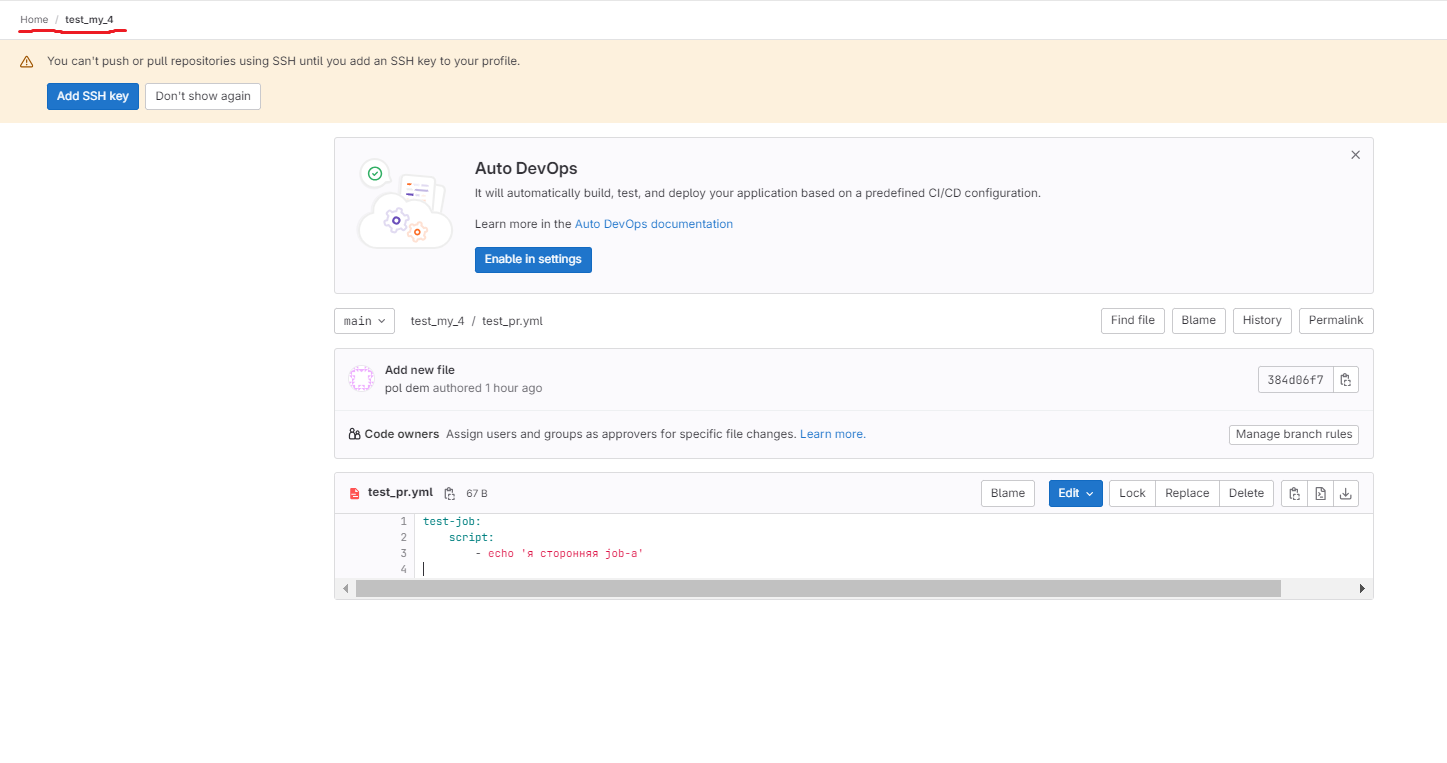 Home / test_my_4
You can't push or pull repositories using SSH until you add an SSH key to your profile.
Add SSH key Don't show again
Auto DevOps
It will automatically build, test, and deploy your application based on a predefined CI/CD configuration.
Learn more in the Auto DevOps documentation
Enable in settings
main test_my_4 / test_pr.yml Find file Blame History Permalink
Add new file
pol dem authored 1 hour ago
384d06f7
Code owners Assign users and groups as approvers for specific file changes. Learn more. Manage branch rules
test_pr.yml 67 B Blame Edit Lock Replace Delete
1 test-job:
2 script:
3 - echo 'я сторонняя job-а'
4